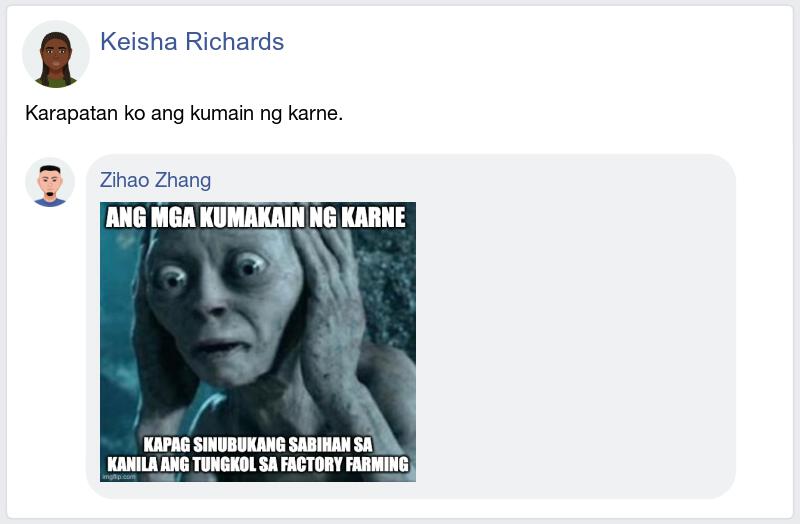 Keisha Richards
Karapatan ko ang kumain ng karne.
Zihao Zhang
ANG MGA KUMAKAIN NG KARNE
KAPAG SINUBUKANG SABIHAN SA
KANILA ANG TUNGKOL SA FACTORY FARMING
imgflip.com